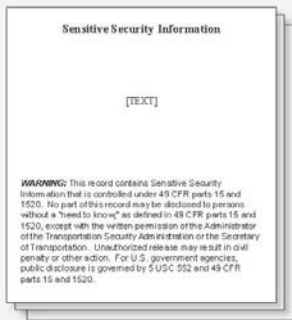 Sensitive Security Information
[TEXT]
WARNING: This record contains Sensitive Security
Information that is controlled under 49 CFR parts 15 and
1520. No part of this record may be disclosed to persons
without a "need to know," as defined in 49 CFR parts 15 and
1520, except with the written permission of the Administrator
of the Transportation Security Administration or the Secretary
of Transportation. Unauthorized release may result in civil
penalty or other action. For U.S. government agencies,
public disclosure is governed by 5 USC 552 and 49 CFR
parts 15 and 1520.